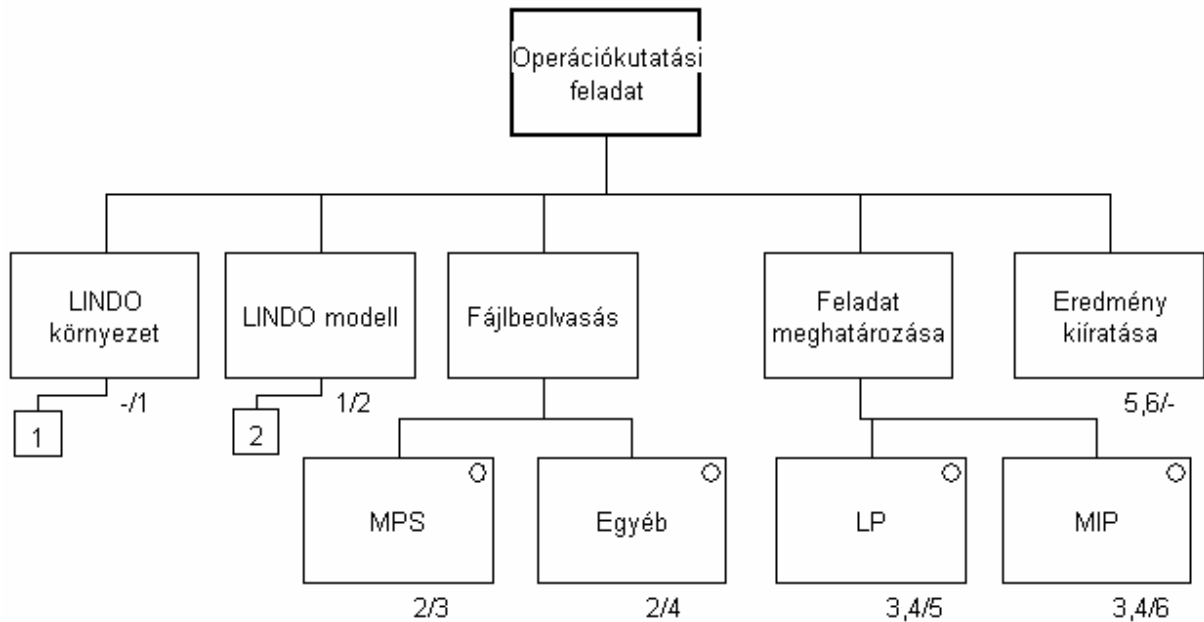 Operációkutatási
feladat
LINDO
környezet
LINDO modell
Fájlbeolvasás
Feladat
meghatározása
Eredmény
kiíratása
-/1
1/2
5,6/-
1
2
MPS
Egyéb
LP
MIP
2/3
2/4
3,4/5
3,4/6